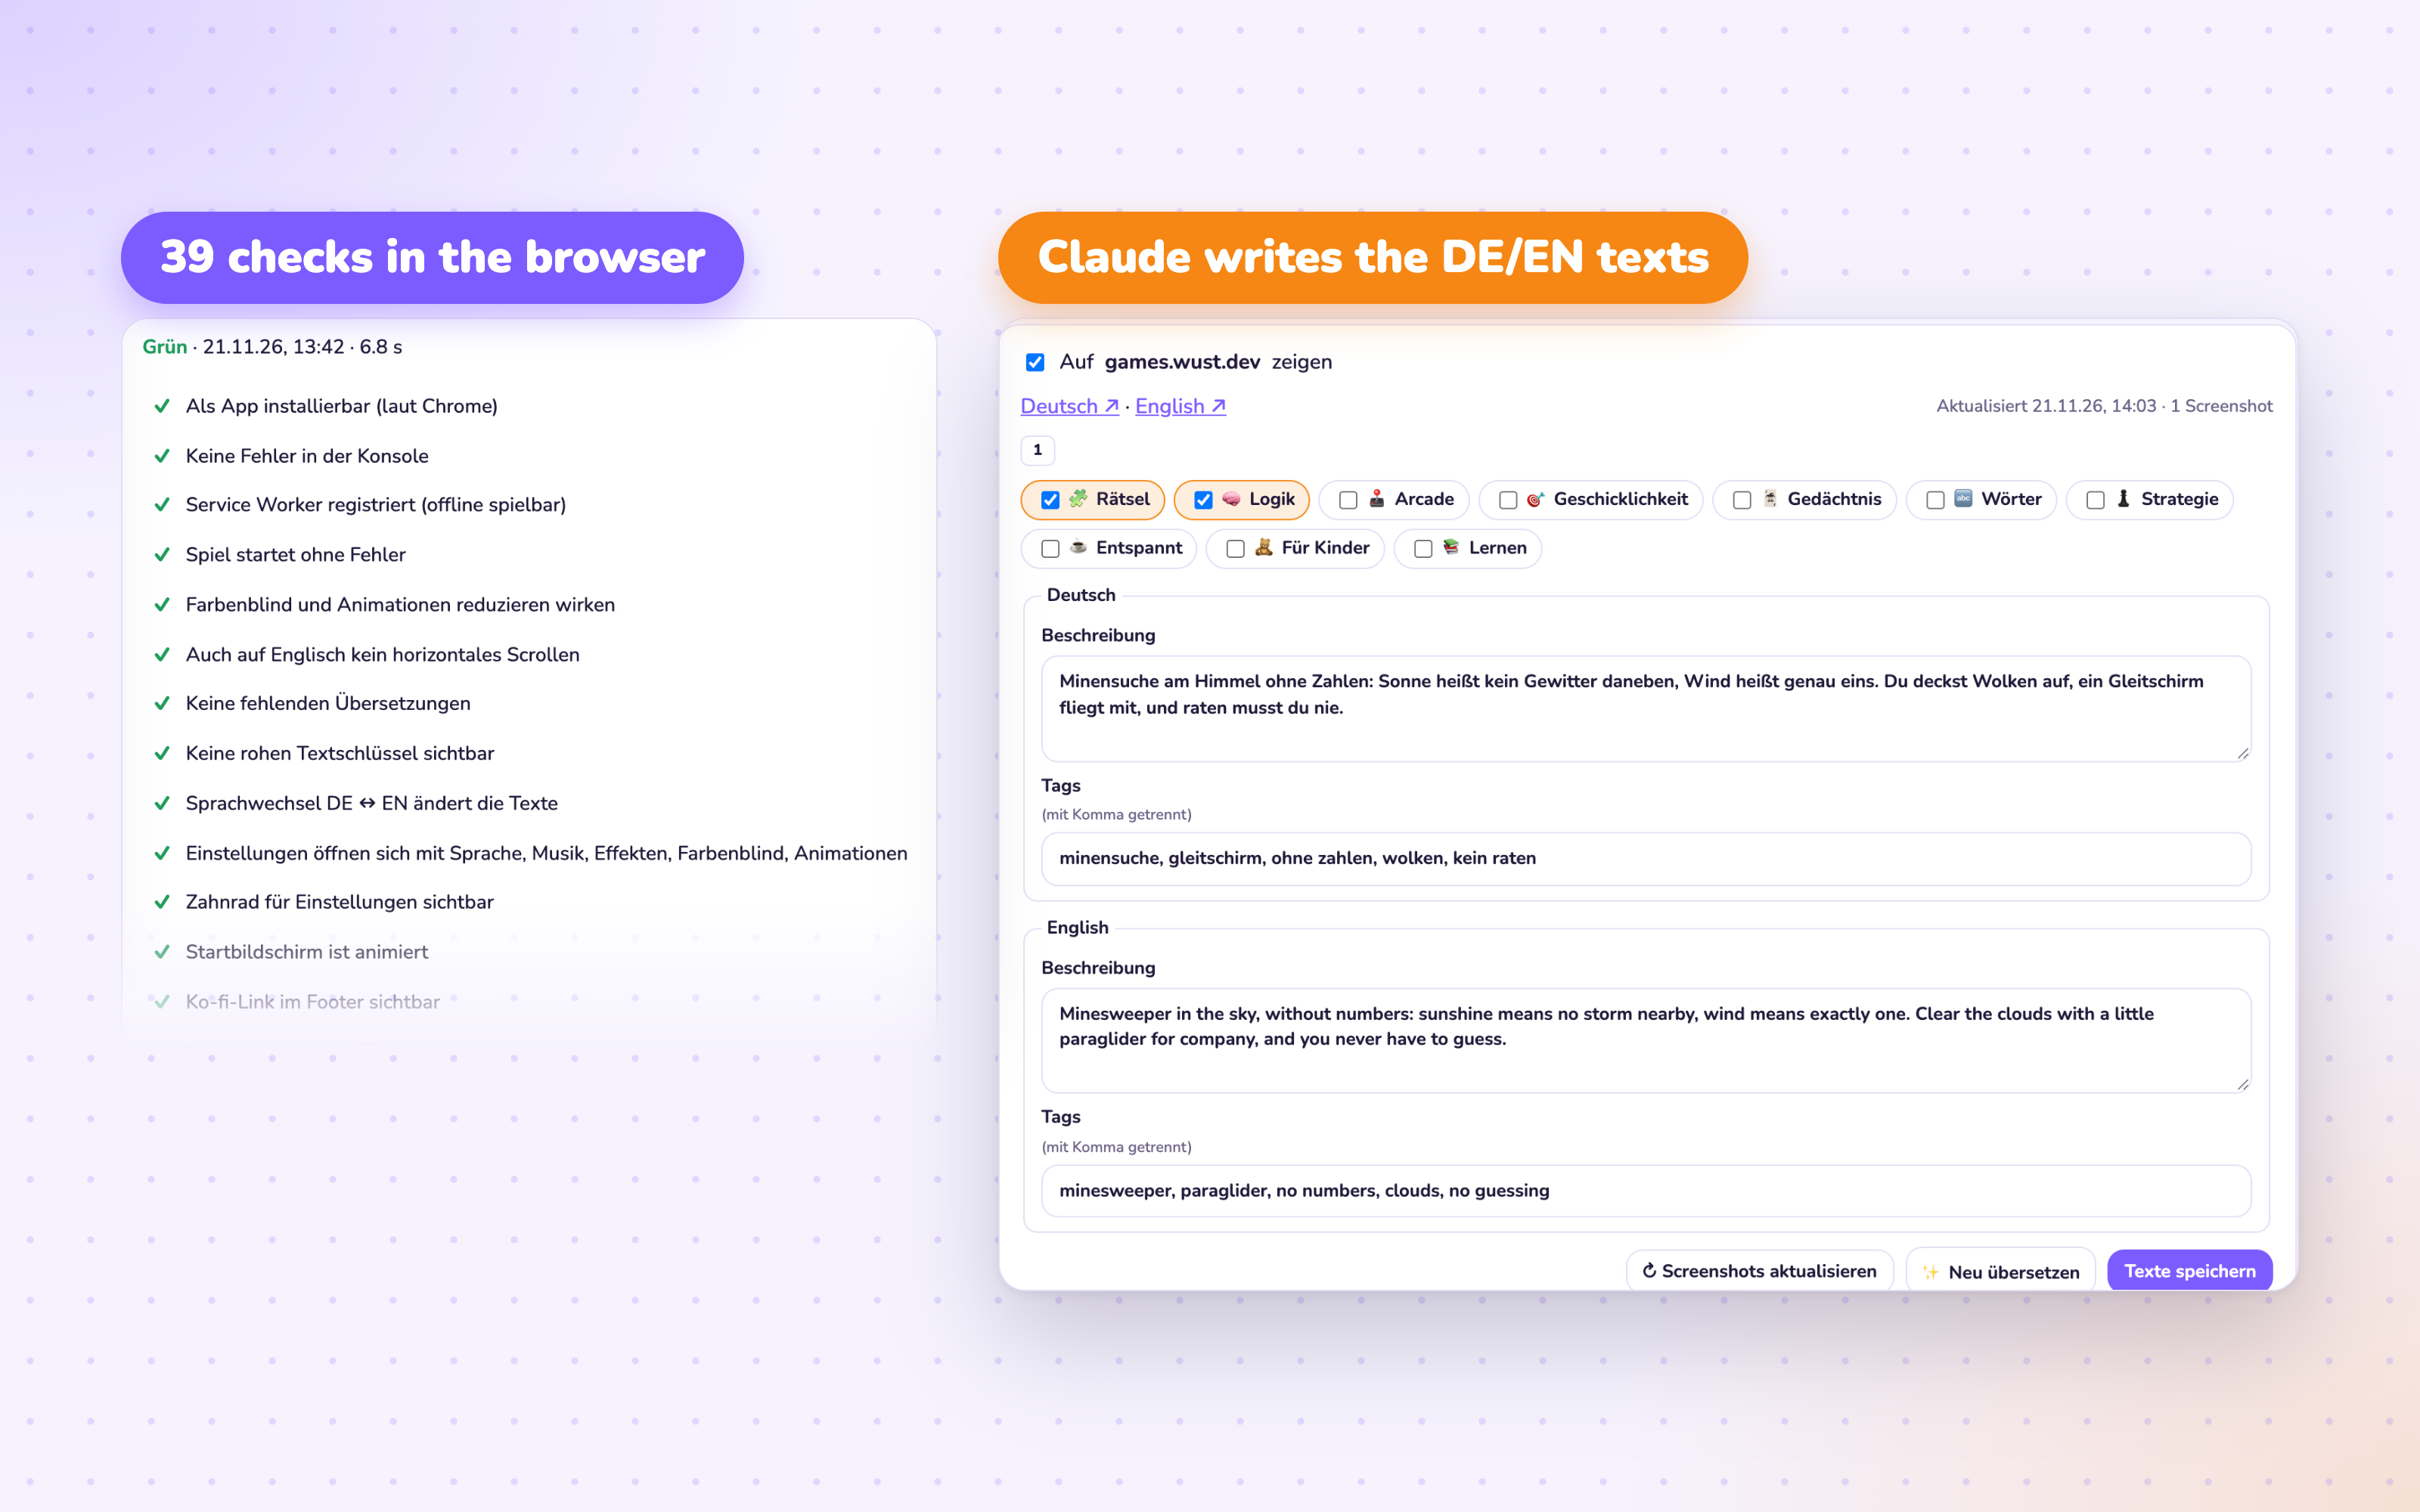 39 checks in the browser
Grün · 21.11.26, 13:42 · 6.8 s
Als App installierbar (laut Chrome)
Keine Fehler in der Konsole
Service Worker registriert (offline spielbar)
Spiel startet ohne Fehler
Farbenblind und Animationen reduzieren wirken
Auch auf Englisch kein horizontales Scrollen
Keine fehlenden Übersetzungen
Keine rohen Textschlüssel sichtbar
Sprachwechsel DE ↔ EN ändert die Texte
Einstellungen öffnen sich mit Sprache, Musik, Effekten, Farbenblind, Animationen
Zahnrad für Einstellungen sichtbar
Startbildschirm ist animiert
Ko-fi-Link im Footer sichtbar
Claude writes the DE/EN texts
Auf games.wust.dev zeigen
Deutsch ↗ · English ↗
Aktualisiert 21.11.26, 14:03 · 1 Screenshot
1
Rätsel Logik Arcade Geschicklichkeit Gedächtnis Wörter Strategie
Entspannt Für Kinder Lernen
Deutsch
Beschreibung
Minensuche am Himmel ohne Zahlen: Sonne heißt kein Gewitter daneben, Wind heißt genau eins. Du deckst Wolken auf, ein Gleitschirm
fliegt mit, und raten musst du nie.
Tags
(mit Komma getrennt)
minensuche, gleitschirm, ohne zahlen, wolken, kein raten
English
Beschreibung
Minesweeper in the sky, without numbers: sunshine means no storm nearby, wind means exactly one. Clear the clouds with a little
paraglider for company, and you never have to guess.
Tags
(mit Komma getrennt)
minesweeper, paraglider, no numbers, clouds, no guessing
↻ Screenshots aktualisieren ✨ Neu übersetzen Texte speichern